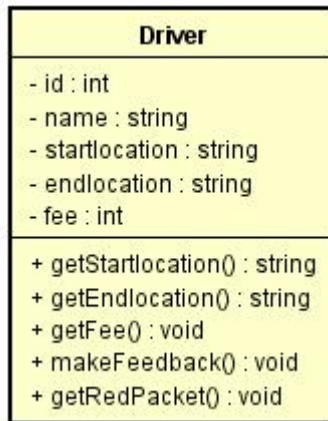 Driver
- id : int
- name : string
- startlocation : string
- endlocation : string
- fee : int
+ getStartlocation() : string
+ getEndlocation() : string
+ getFee() : void
+ makeFeedback() : void
+ getRedPacket() : void